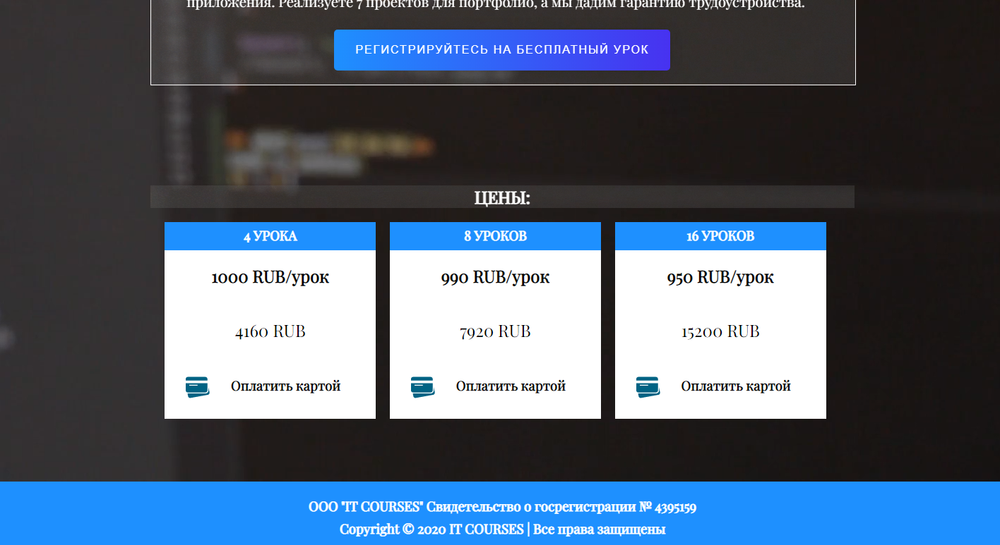 приложения. Реализуете 7 проектов для портфолио, а мы дадим гарантию трудоустройства.
РЕГИСТРИРУЙТЕСЬ НА БЕСПЛАТНЫЙ УРОК
ЦЕНЫ:
4 УРОКА
8 УРОКОВ
16 УРОКОВ
1000 RUB/урок
990 RUB/урок
950 RUB/урок
4160 RUB
7920 RUB
15200 RUB
Оплатить картой
Оплатить картой
Оплатить картой
ООО "IT COURSES" Свидетельство о госрегистрации № 4395159
Copyright © 2020 IT COURSES | Все права защищены